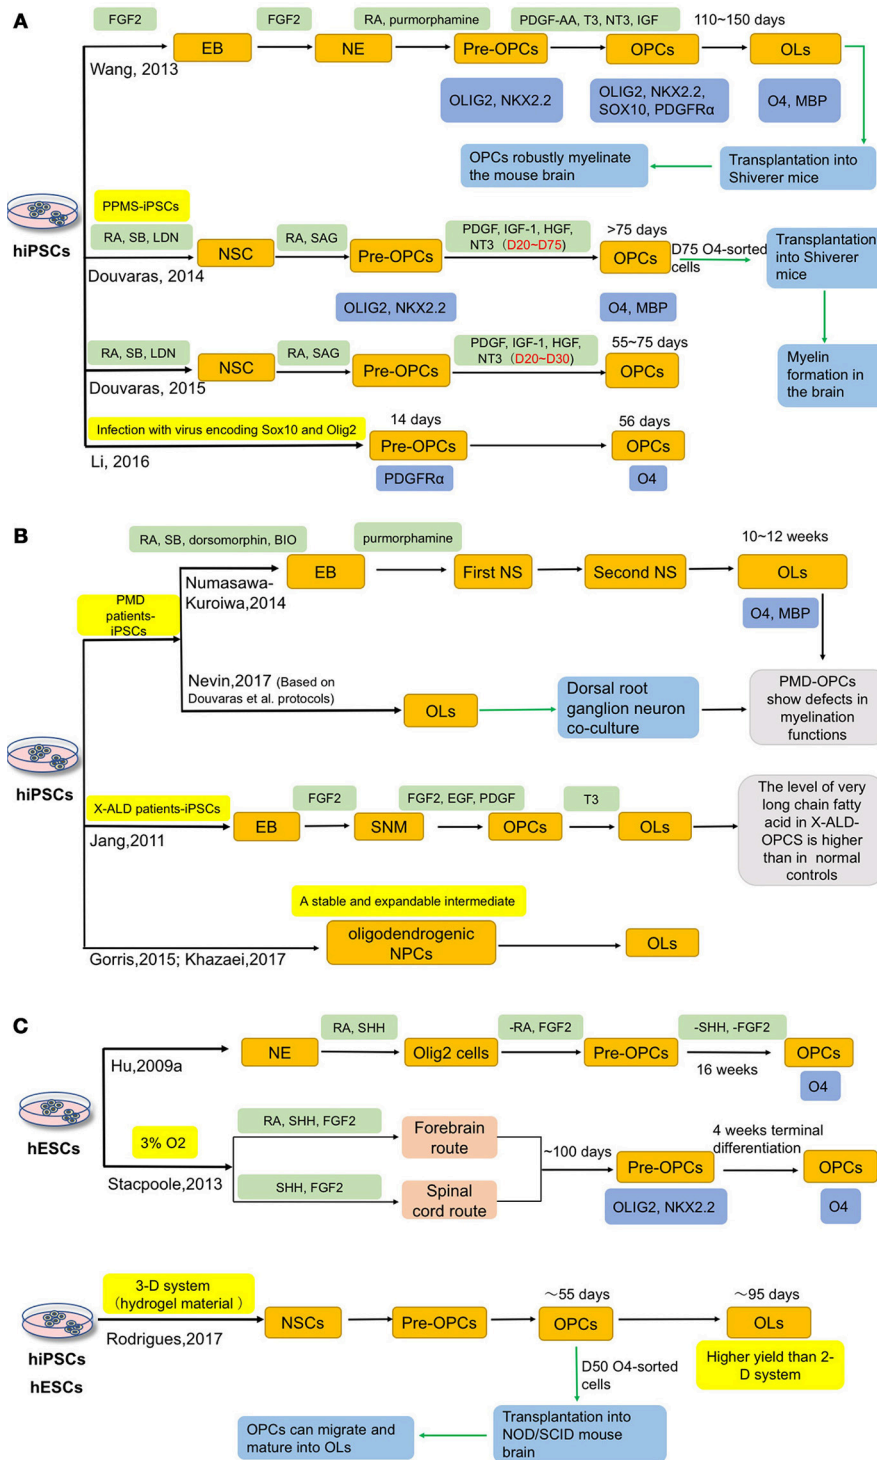 A
FGF2
FGF2
RA, purmorphamine
PDGF-AA, T3, NT3, IGF
110~150 days
EB
NE
Pre-OPCs
OPCs
OLs
Wang, 2013
OLIG2, NKX2.2
OLIG2, NKX2.2,
SOX10, PDGFRα
O4, MBP
OPCs robustly myelinate
the mouse brain
Transplantation into
Shiverer mice
hiPSCs
PPMS-iPSCs
RA, SB, LDN
RA, SAG
PDGF, IGF-1, HGF,
NT3（D20~D75)
>75 days
NSC
Pre-OPCs
OPCs
D75 O4-sorted
cells
Transplantation
into Shiverer
mice
Douvaras, 2014
OLIG2, NKX2.2
O4, MBP
RA, SB, LDN
RA, SAG
PDGF, IGF-1, HGF,
NT3（D20~D30)
55~75 days
NSC
Pre-OPCs
OPCs
Myelin
formation in
the brain
Douvaras, 2015
Infection with virus encoding Sox10 and Olig2
14 days
56 days
Pre-OPCs
OPCs
Li, 2016
PDGFRα
O4
B
RA, SB, dorsomorphin, BIO
purmorphamine
10~12 weeks
EB
First NS
Second NS
OLs
Numasawa-
Kuroiwa,2014
O4, MBP
PMD
patients-
iPSCs
Nevin,2017 (Based on
Douvaras et al. protocols)
OLs
Dorsal root
ganglion neuron
co-culture
PMD-OPCs
show defects in
myelination
functions
hiPSCs
X-ALD patients-iPSCs
FGF2
FGF2, EGF, PDGF
T3
EB
SNM
OPCs
OLs
Jang,2011
The level of very
long chain fatty
acid in X-ALD-
OPCS is higher
than in normal
controls
A stable and expandable intermediate
oligodendrogenic
NPCs
OLs
Gorris,2015; Khazaei,2017
C
RA, SHH
-RA, FGF2
-SHH, -FGF2
NE
Olig2 cells
Pre-OPCs
OPCs
Hu,2009a
16 weeks
O4
hESCs
3% O2
Stacpoole,2013
RA, SHH, FGF2
Forebrain
route
SHH, FGF2
Spinal
cord route
~100 days
Pre-OPCs
4 weeks terminal
differentiation
OPCs
OLIG2, NKX2.2
O4
3-D system
（hydrogel material ）
~55 days
~95 days
NSCs
Pre-OPCs
OPCs
OLs
Rodrigues,2017
hiPSCs
hESCs
Higher yield than 2-
D system
D50 O4-sorted
cells
OPCs can migrate and
mature into OLs
Transplantation into
NOD/SCID mouse
brain